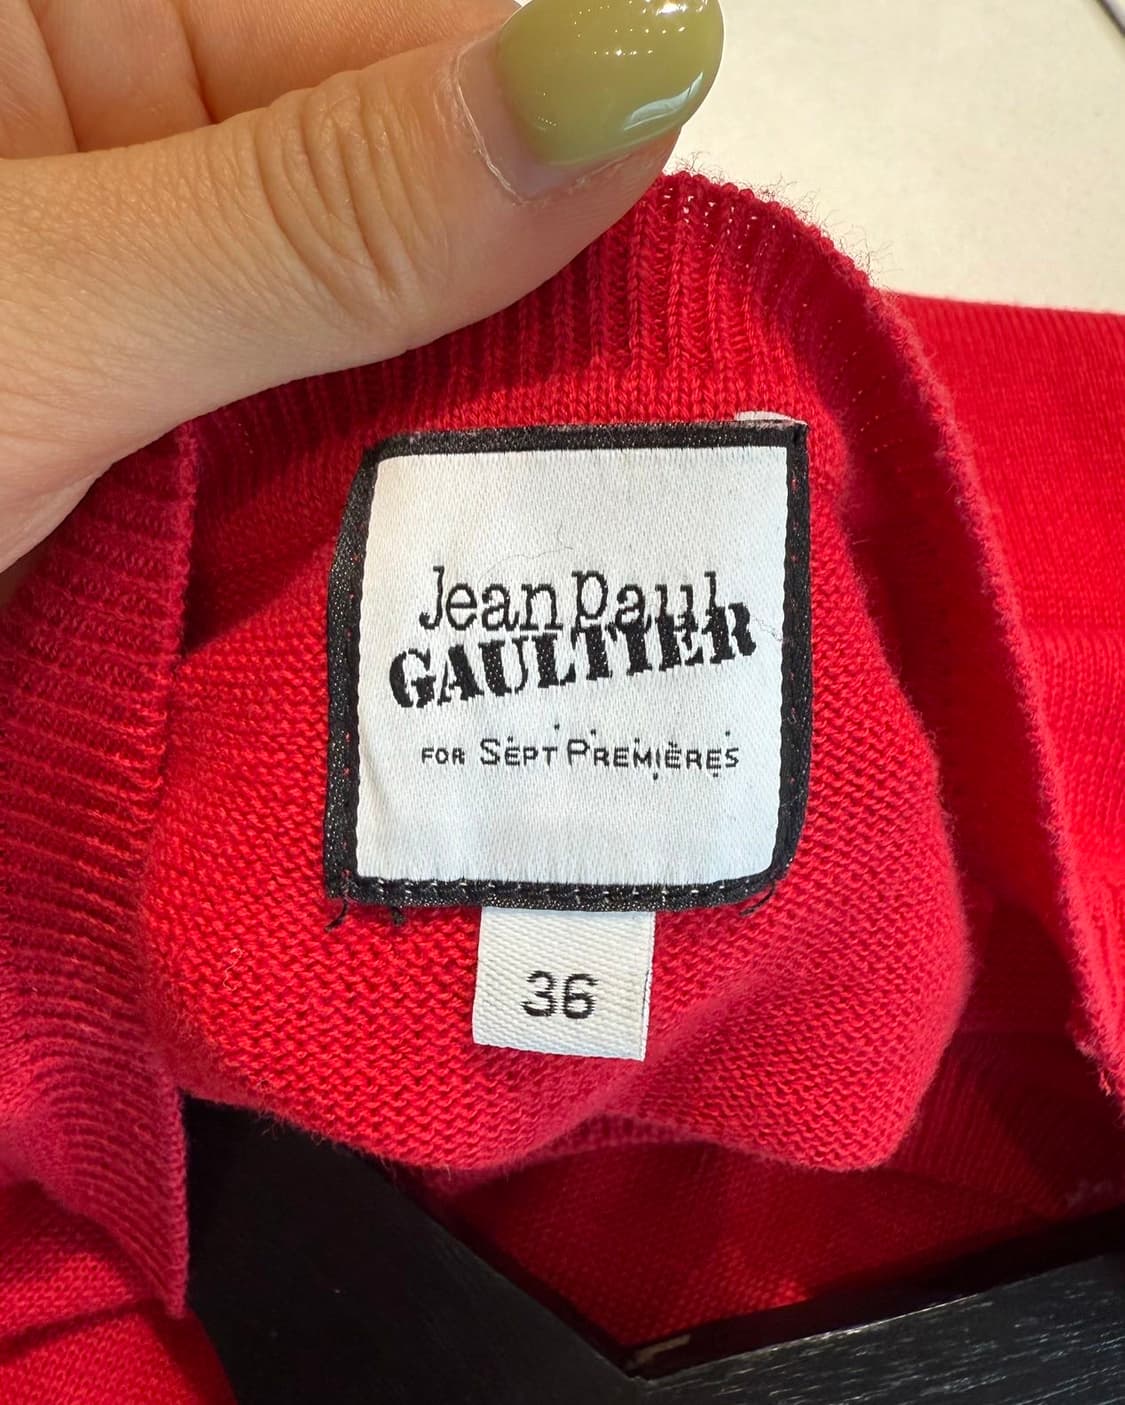 Jean Paul
GAULTIER
FOR SEPT PREMIÈRES
36